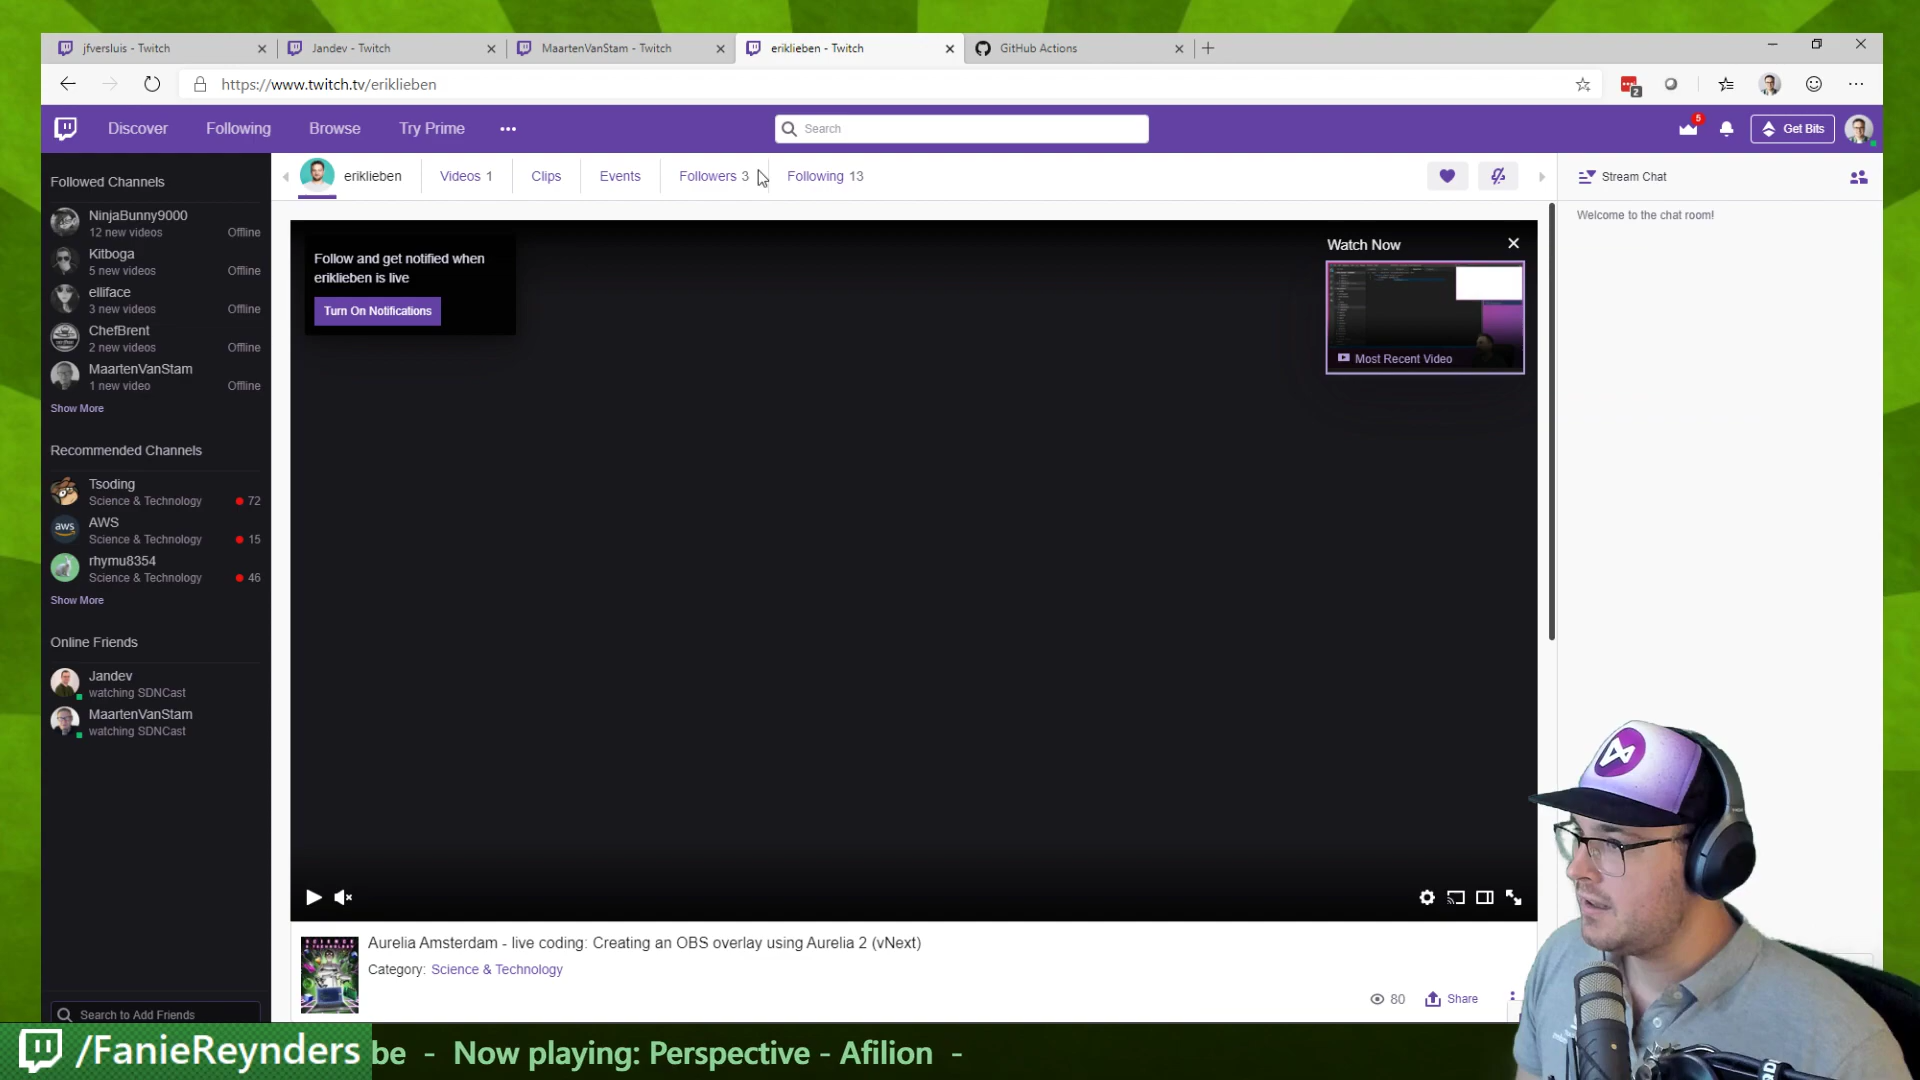 jfversluis - Twitch
Jandev - Twitch
MaartenVanStam - Twitch
eriklieben - Twitch
GitHub Actions
https://www.twitch.tv/eriklieben
2
Discover
Following
Browse
Try Prime
Search
5
Get Bits
Followed Channels
NinjaBunny9000
12 new videos
Offline
Kitboga
5 new videos
Offline
elliface
3 new videos
Offline
ChefBrent
2 new videos
Offline
MaartenVanStam
1 new video
Offline
Show More
Recommended Channels
Tsoding
Science & Technology
72
aws
AWS
Science & Technology
15
rhymu8354
Science & Technology
46
Show More
Online Friends
Jandev
watching SDNCast
MaartenVanStam
watching SDNCast
Search to Add Friends
eriklieben
Videos 1
Clips
Events
Followers 3
Following 13
Follow and get notified when
eriklieben is live
Turn On Notifications
Watch Now
Most Recent Video
Aurelia Amsterdam - live coding: Creating an OBS overlay using Aurelia 2 (vNext)
Category: Science & Technology
80
Share
Stream Chat
Welcome to the chat room!
/FanieReynders
be - Now playing: Perspective - Afilion -